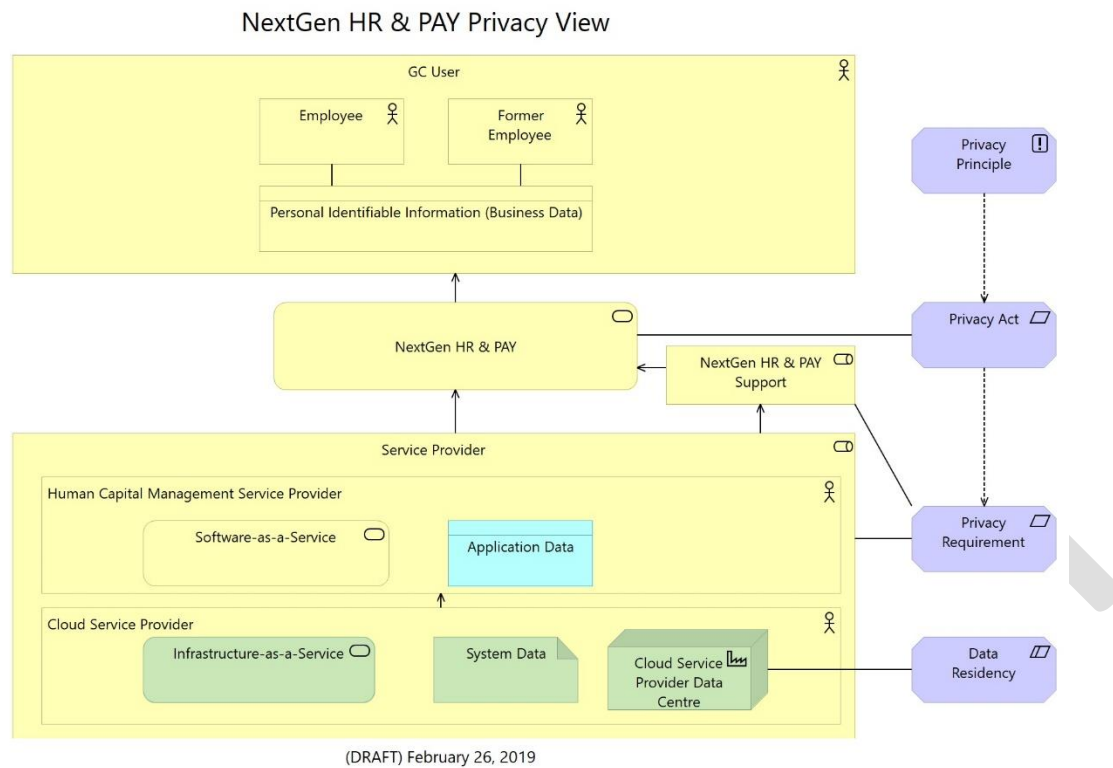 NextGen HR & PAY Privacy View
GC User
Employee
Former
Employee
Personal Identifiable Information (Business Data)
Privacy
Principle
NextGen HR & PAY
Privacy Act
NextGen HR & PAY
Support
Service Provider
Human Capital Management Service Provider
Software-as-a-Service
Application Data
Privacy
Requirement
Cloud Service Provider
Infrastructure-as-a-Service
System Data
Cloud Service
Provider Data
Centre
Data
Residency
(DRAFT) February 26, 2019